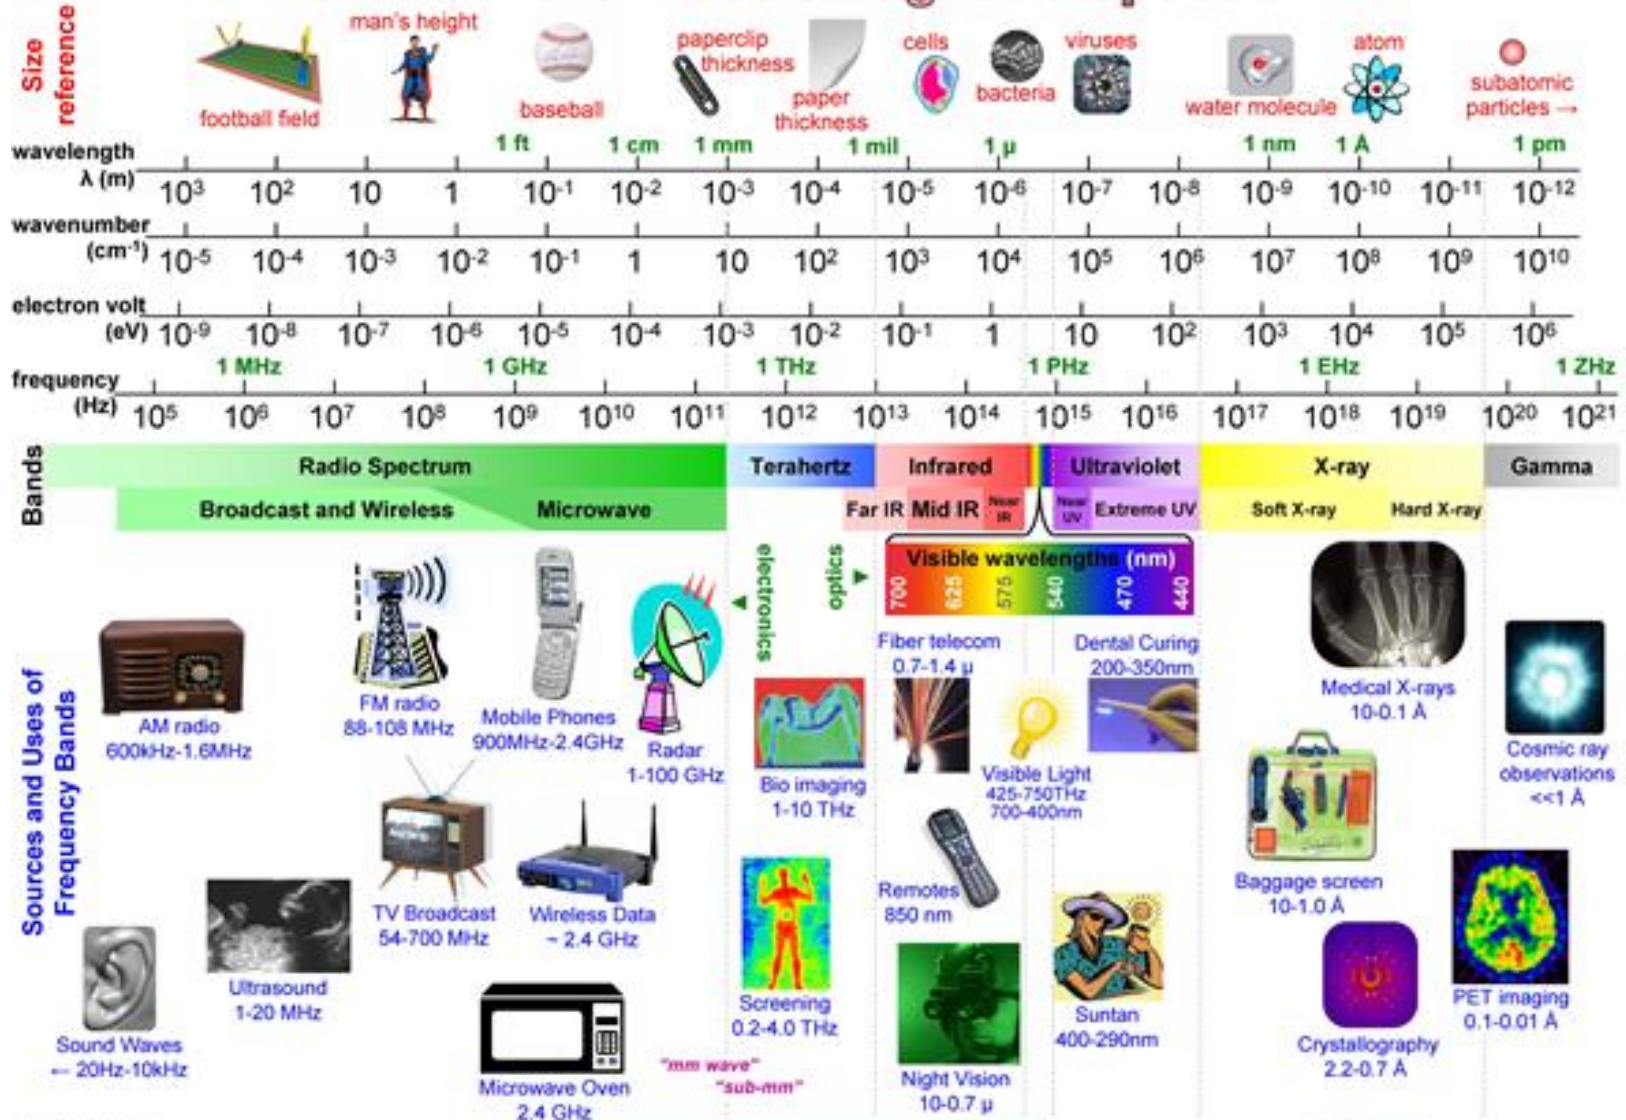 Size
reference
football field
man's height
baseball
paperclip
thickness
paper
thickness
cells
bacteria
viruses
water molecule
atom
subatomic
particles →
1 ft 1 cm 1 mm 1 mil 1 µ 1 nm 1 Å 1 pm
wavelength
λ (m) 10³ 10² 10 1 10⁻¹ 10⁻² 10⁻³ 10⁻⁴ 10⁻⁵ 10⁻⁶ 10⁻⁷ 10⁻⁸ 10⁻⁹ 10⁻¹⁰ 10⁻¹¹ 10⁻¹²
wavenumber
(cm⁻¹) 10⁻⁵ 10⁻⁴ 10⁻³ 10⁻² 10⁻¹ 1 10 10² 10³ 10⁴ 10⁵ 10⁶ 10⁷ 10⁸ 10⁹ 10¹⁰
electron volt
(eV) 10⁻⁹ 10⁻⁸ 10⁻⁷ 10⁻⁶ 10⁻⁵ 10⁻⁴ 10⁻³ 10⁻² 10⁻¹ 1 10 10² 10³ 10⁴ 10⁵ 10⁶
1 MHz 1 GHz 1 THz 1 PHz 1 EHz 1 ZHz
frequency
(Hz) 10⁵ 10⁶ 10⁷ 10⁸ 10⁹ 10¹⁰ 10¹¹ 10¹² 10¹³ 10¹⁴ 10¹⁵ 10¹⁶ 10¹⁷ 10¹⁸ 10¹⁹ 10²⁰ 10²¹
Bands
Radio Spectrum Terahertz Infrared Ultraviolet X-ray Gamma
Broadcast and Wireless Microwave Far IR Mid IR Near IR Near UV Extreme UV Soft X-ray Hard X-ray
electronics
optics
Visible wavelengths (nm)
700 625 575 540 470 440
Sources and Uses of
Frequency Bands
AM radio
600kHz-1.6MHz
FM radio
88-108 MHz
Mobile Phones
900MHz-2.4GHz
Radar
1-100 GHz
Bio imaging
1-10 THz
Fiber telecom
0.7-1.4 µ
Visible Light
425-750THz
700-400nm
Dental Curing
200-350nm
Medical X-rays
10-0.1 Å
Cosmic ray
observations
<<1 Å
Sound Waves
← 20Hz-10kHz
Ultrasound
1-20 MHz
TV Broadcast
54-700 MHz
Wireless Data
~ 2.4 GHz
Microwave Oven
2.4 GHz
"mm wave"
"sub-mm"
Screening
0.2-4.0 THz
Remotes
850 nm
Night Vision
10-0.7 µ
Suntan
400-290nm
Baggage screen
10-1.0 Å
Crystallography
2.2-0.7 Å
PET imaging
0.1-0.01 Å